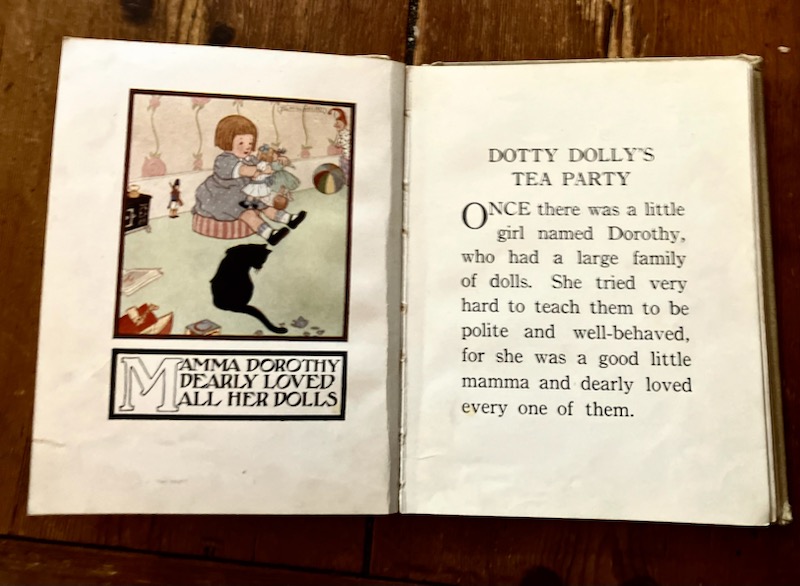 MAMMA DOROTHY
DEARLY LOVED
ALL HER DOLLS
DOTTY DOLLY'S
TEA PARTY
ONCE there was a little
girl named Dorothy,
who had a large family
of dolls. She tried very
hard to teach them to be
polite and well-behaved,
for she was a good little
mamma and dearly loved
every one of them.